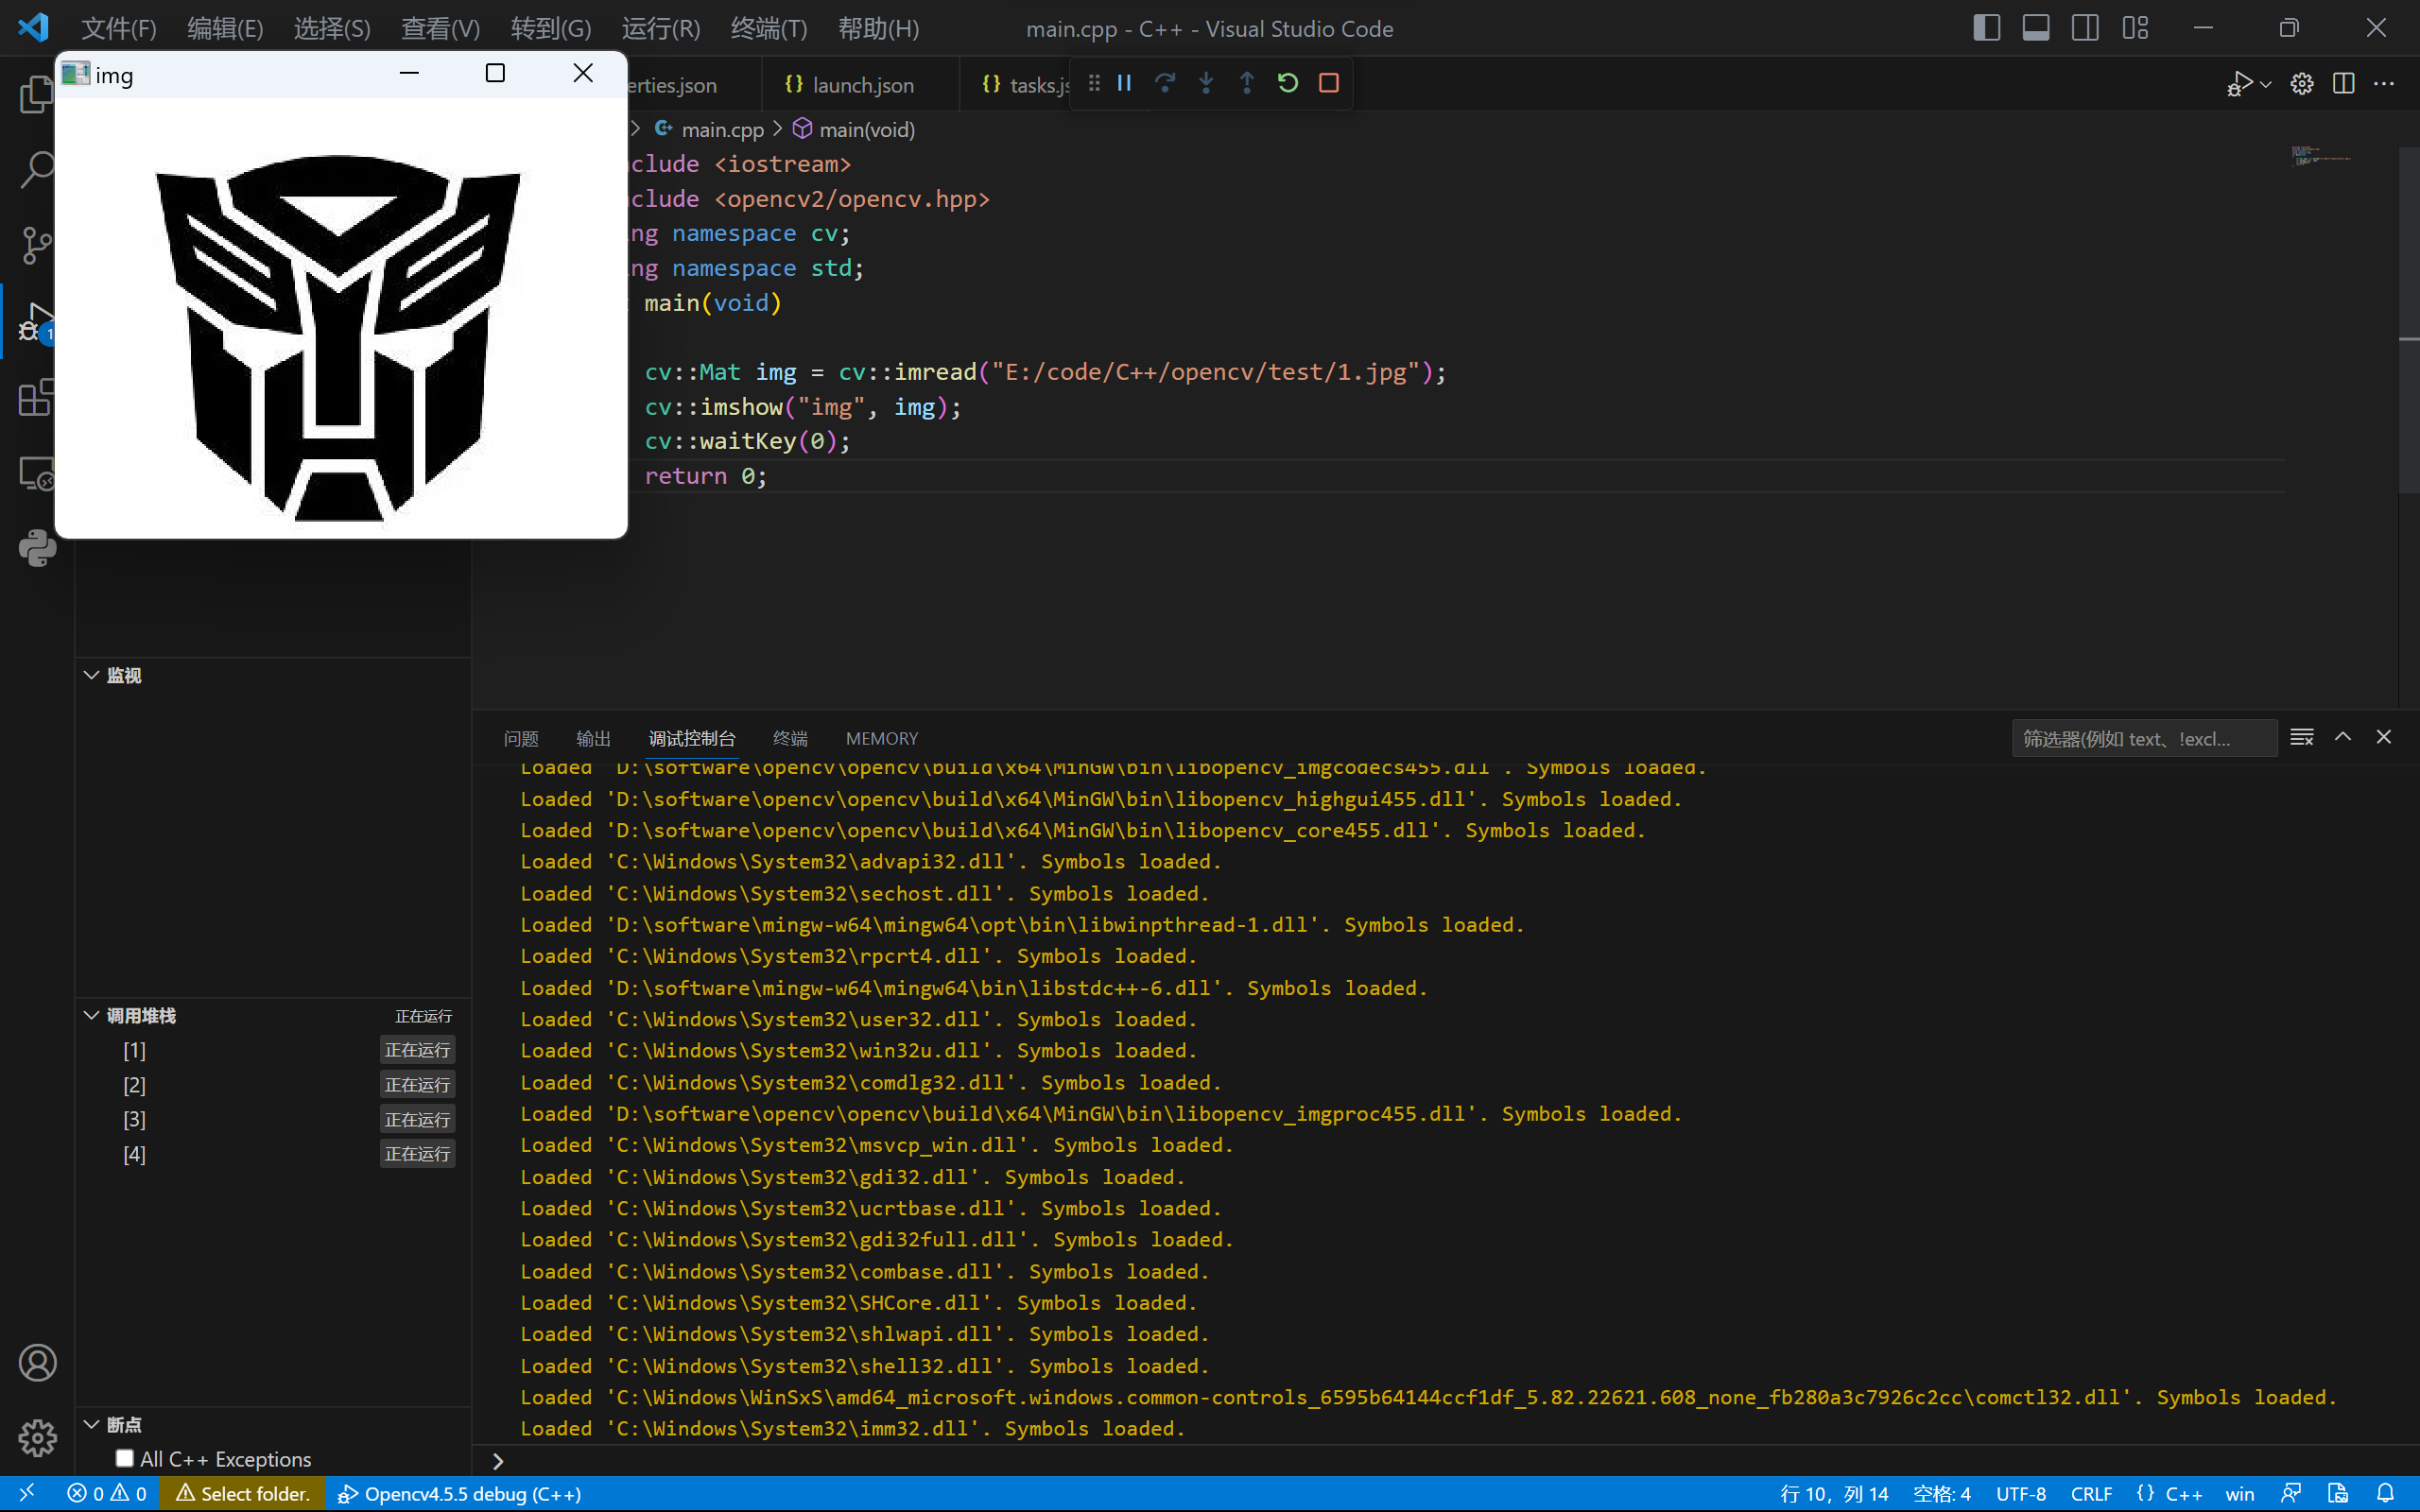 文件(F) 编辑(E) 选择(S) 查看(V) 转到(G) 运行(R) 终端(T) 帮助(H) main.cpp - C++ - Visual Studio Code
img
erties.json {} launch.json {} tasks.js
main.cpp > main(void)
clude <iostream>
clude <opencv2/opencv.hpp>
ng namespace cv;
ng namespace std;
main(void)
cv::Mat img = cv::imread("E:/code/C++/opencv/test/1.jpg");
cv::imshow("img", img);
cv::waitKey(0);
return 0;
1
监视
问题 输出 调试控制台 终端 MEMORY 筛选器(例如 text、!excl...
Loaded 'D:\software\opencv\opencv\build\x64\MinGW\bin\libopencv_imgcodecs455.dll'. Symbols loaded.
Loaded 'D:\software\opencv\opencv\build\x64\MinGW\bin\libopencv_highgui455.dll'. Symbols loaded.
Loaded 'D:\software\opencv\opencv\build\x64\MinGW\bin\libopencv_core455.dll'. Symbols loaded.
Loaded 'C:\Windows\System32\advapi32.dll'. Symbols loaded.
Loaded 'C:\Windows\System32\sechost.dll'. Symbols loaded.
Loaded 'D:\software\mingw-w64\mingw64\opt\bin\libwinpthread-1.dll'. Symbols loaded.
Loaded 'C:\Windows\System32\rpcrt4.dll'. Symbols loaded.
Loaded 'D:\software\mingw-w64\mingw64\bin\libstdc++-6.dll'. Symbols loaded.
Loaded 'C:\Windows\System32\user32.dll'. Symbols loaded.
Loaded 'C:\Windows\System32\win32u.dll'. Symbols loaded.
Loaded 'C:\Windows\System32\comdlg32.dll'. Symbols loaded.
Loaded 'D:\software\opencv\opencv\build\x64\MinGW\bin\libopencv_imgproc455.dll'. Symbols loaded.
Loaded 'C:\Windows\System32\msvcp_win.dll'. Symbols loaded.
Loaded 'C:\Windows\System32\gdi32.dll'. Symbols loaded.
Loaded 'C:\Windows\System32\ucrtbase.dll'. Symbols loaded.
Loaded 'C:\Windows\System32\gdi32full.dll'. Symbols loaded.
Loaded 'C:\Windows\System32\combase.dll'. Symbols loaded.
Loaded 'C:\Windows\System32\SHCore.dll'. Symbols loaded.
Loaded 'C:\Windows\System32\shlwapi.dll'. Symbols loaded.
Loaded 'C:\Windows\System32\shell32.dll'. Symbols loaded.
Loaded 'C:\Windows\WinSxS\amd64_microsoft.windows.common-controls_6595b64144ccf1df_5.82.22621.608_none_fb280a3c7926c2cc\comctl32.dll'. Symbols loaded.
Loaded 'C:\Windows\System32\imm32.dll'. Symbols loaded.
调用堆栈 正在运行
[1] 正在运行
[2] 正在运行
[3] 正在运行
[4] 正在运行
断点
All C++ Exceptions
0 0 Select folder. Opencv4.5.5 debug (C++) 行 10，列 14 空格: 4 UTF-8 CRLF {} C++ win